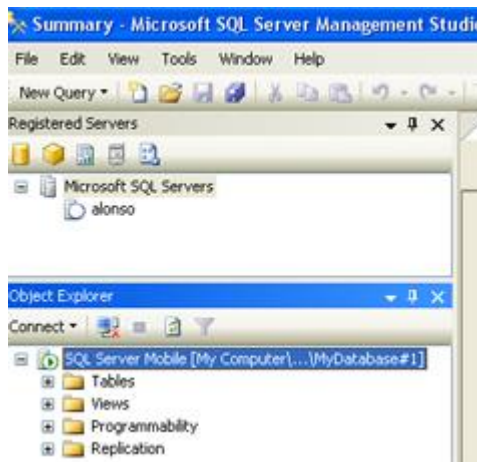 Summary - Microsoft SQL Server Management Studi
File Edit View Tools Window Help
New Query
Registered Servers
Microsoft SQL Servers
alonso
Object Explorer
Connect
SQL Server Mobile [My Computer\...\MyDatabase#1]
Tables
Views
Programmability
Replication